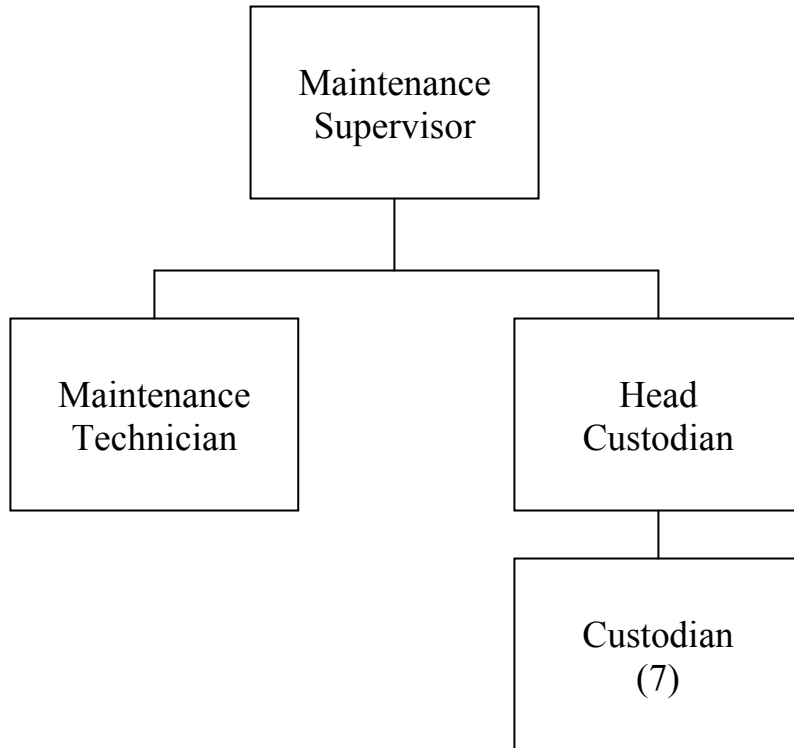 Maintenance
Supervisor
Maintenance
Technician
Head
Custodian
Custodian
(7)